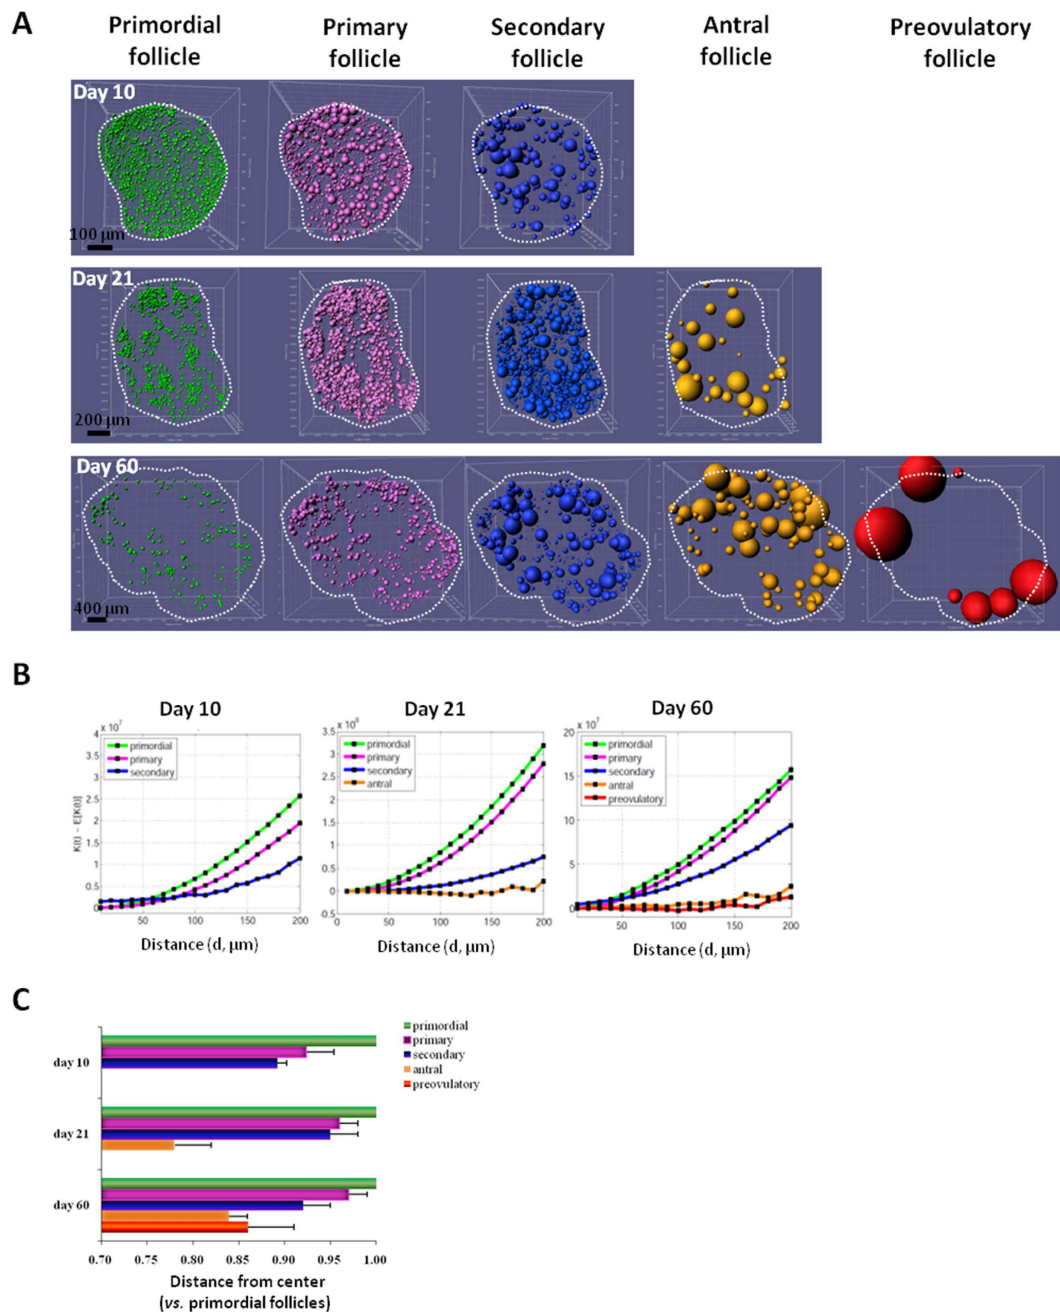 A
Primordial follicle
Primary follicle
Secondary follicle
Antral follicle
Preovulatory follicle
Day 10
100 µm
Day 21
200 µm
Day 60
400 µm
B
Day 10
x 10⁷
K(t) − E[K(t)]
4
3.5
3
2.5
2
1.5
1
0.5
0
primordial
primary
secondary
50 100 150 200
Distance (d, µm)
Day 21
x 10⁸
3.5
3
2.5
2
1.5
1
0.5
0
-0.5
primordial
primary
secondary
antral
50 100 150 200
Distance (d, µm)
Day 60
x 10⁷
20
15
10
5
0
primordial
primary
secondary
antral
preovulatory
50 100 150 200
Distance (d, µm)
C
primordial
primary
secondary
antral
preovulatory
day 10
day 21
day 60
0.70 0.75 0.80 0.85 0.90 0.95 1.00
Distance from center
(vs. primordial follicles)